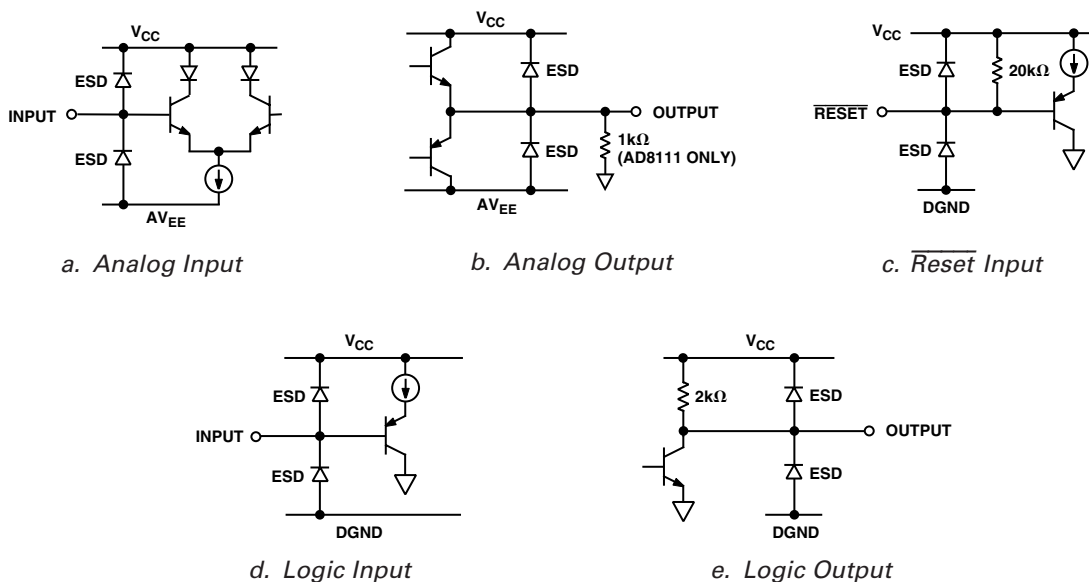 VCC
ESD
INPUT
ESD
AVEE
a. Analog Input
VCC
ESD
OUTPUT
1kΩ
(AD8111 ONLY)
ESD
AVEE
b. Analog Output
VCC
ESD
20kΩ
RESET
ESD
DGND
c. Reset Input
VCC
ESD
INPUT
ESD
DGND
d. Logic Input
VCC
2kΩ
ESD
OUTPUT
ESD
DGND
e. Logic Output